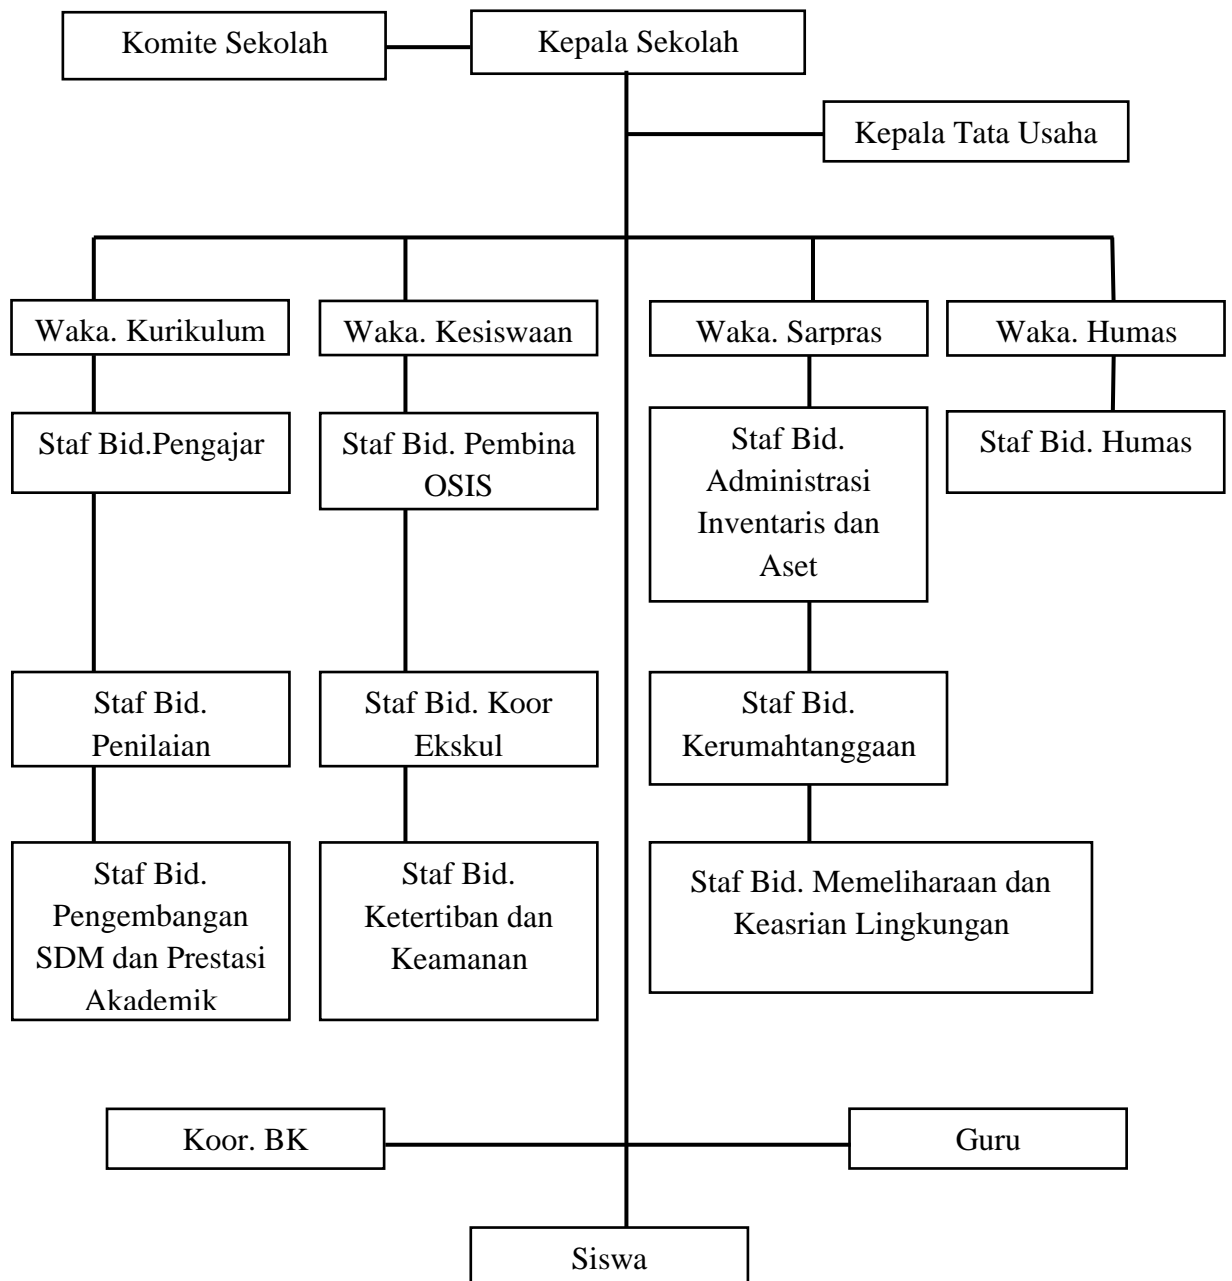 Komite Sekolah
Kepala Sekolah
Kepala Tata Usaha
Waka. Kurikulum
Waka. Kesiswaan
Waka. Sarpras
Waka. Humas
Staf Bid.Pengajar
Staf Bid. Pembina
OSIS
Staf Bid.
Administrasi
Inventaris dan
Aset
Staf Bid. Humas
Staf Bid.
Penilaian
Staf Bid. Koor
Ekskul
Staf Bid.
Kerumahtanggaan
Staf Bid.
Pengembangan
SDM dan Prestasi
Akademik
Staf Bid.
Ketertiban dan
Keamanan
Staf Bid. Memeliharaan dan
Keasrian Lingkungan
Koor. BK
Guru
Siswa